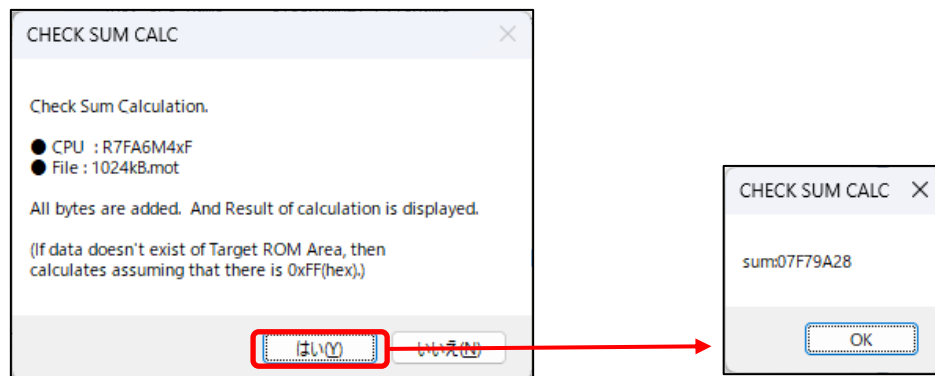 CHECK SUM CALC
Check Sum Calculation.
● CPU : R7FA6M4xF
● File : 1024kB.mot
All bytes are added. And Result of calculation is displayed.
(If data doesn't exist of Target ROM Area, then
calculates assuming that there is 0xFF(hex).)
はい(Y)
いいえ(N)
CHECK SUM CALC
sum:07F79A28
OK